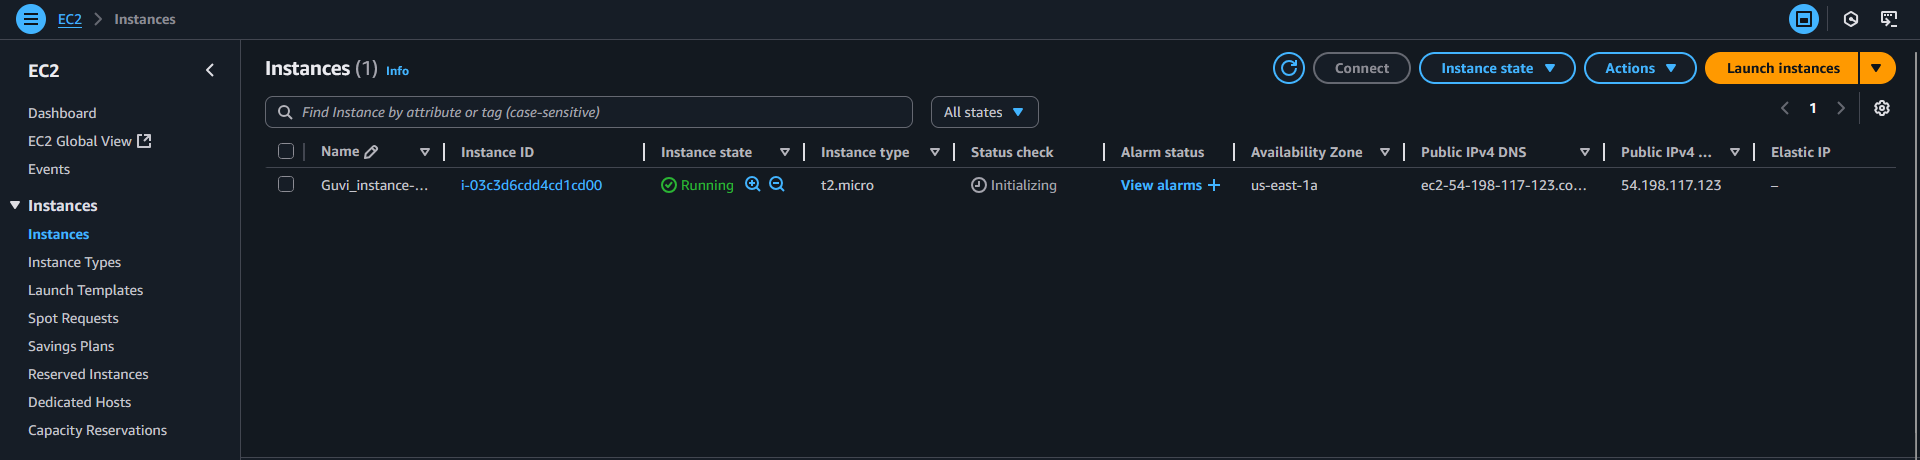 EC2 > Instances
EC2
Dashboard
EC2 Global View
Events
Instances
Instances
Instance Types
Launch Templates
Spot Requests
Savings Plans
Reserved Instances
Dedicated Hosts
Capacity Reservations
Instances (1) Info
Connect
Instance state
Actions
Launch instances
Find Instance by attribute or tag (case-sensitive)
All states
1
Name Instance ID Instance state Instance type Status check Alarm status Availability Zone Public IPv4 DNS Public IPv4 ... Elastic IP
Guvi_instance-... i-03c3d6cdd4cd1cd00 Running t2.micro Initializing View alarms + us-east-1a ec2-54-198-117-123.co... 54.198.117.123 –